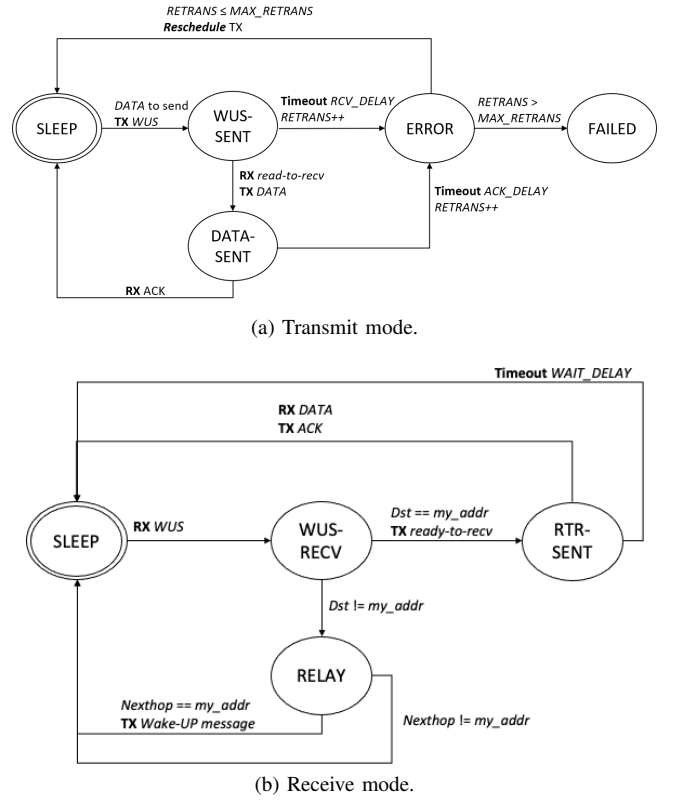 RETRANS ≤ MAX_RETRANS
Reschedule TX
SLEEP
DATA to send
TX WUS
WUS-
SENT
Timeout RCV_DELAY
RETRANS++
ERROR
RETRANS >
MAX_RETRANS
FAILED
RX read-to-recv
TX DATA
Timeout ACK_DELAY
RETRANS++
DATA-
SENT
RX ACK
(a) Transmit mode.
Timeout WAIT_DELAY
RX DATA
TX ACK
SLEEP
RX WUS
WUS-
RECV
Dst == my_addr
TX ready-to-recv
RTR-
SENT
Dst != my_addr
RELAY
Nexthop == my_addr
TX Wake-UP message
Nexthop != my_addr
(b) Receive mode.